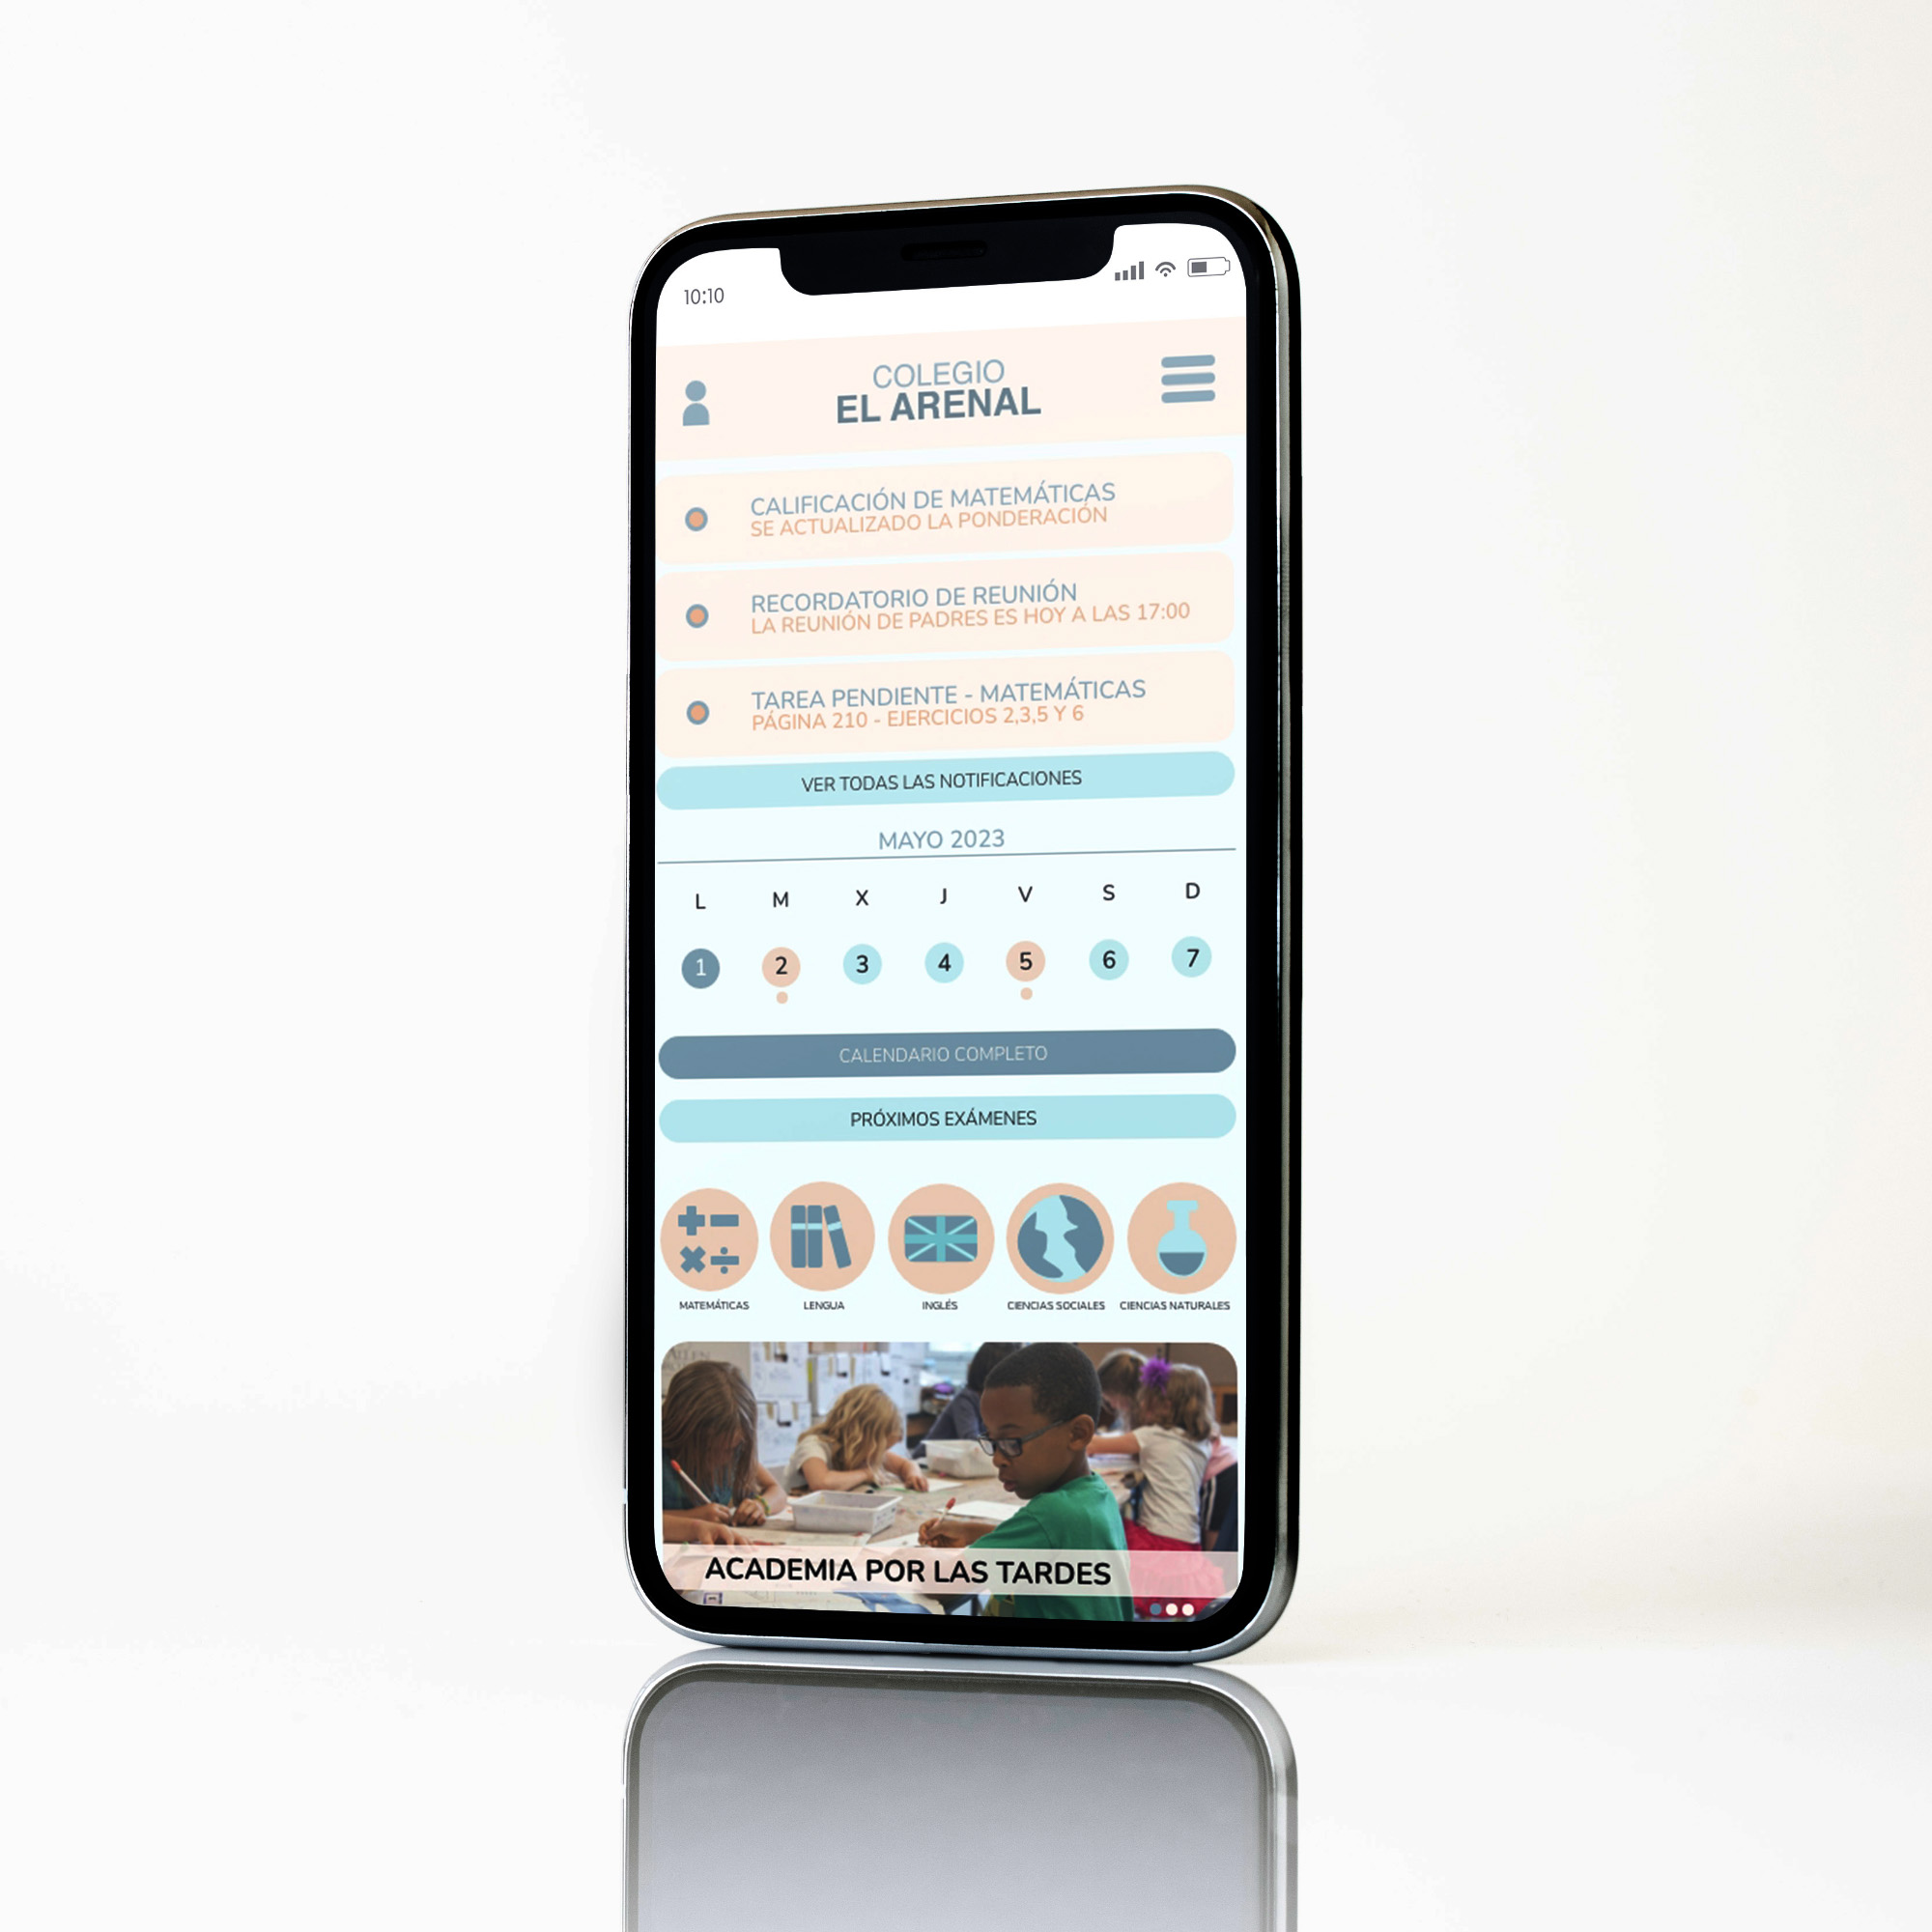 10:10
COLEGIO
EL ARENAL
CALIFICACIÓN DE MATEMÁTICAS
SE ACTUALIZADO LA PONDERACIÓN
RECORDATORIO DE REUNIÓN
LA REUNIÓN DE PADRES ES HOY A LAS 17:00
TAREA PENDIENTE - MATEMÁTICAS
PÁGINA 210 - EJERCICIOS 2,3,5 Y 6
VER TODAS LAS NOTIFICACIONES
MAYO 2023
L M X J V S D
1 2 3 4 5 6 7
CALENDARIO COMPLETO
PRÓXIMOS EXÁMENES
MATEMÁTICAS LENGUA INGLÉS CIENCIAS SOCIALES CIENCIAS NATURALES
ACADEMIA POR LAS TARDES